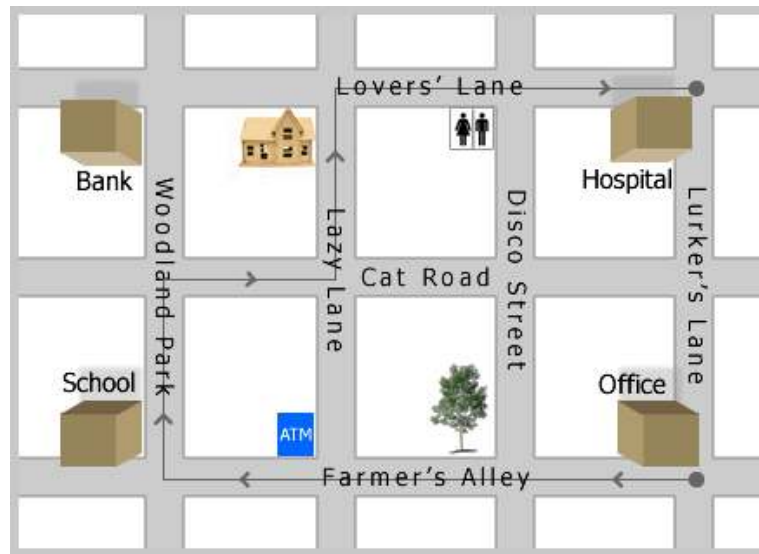 Lovers' Lane
Bank
Hospital
Woodland Park
Lazy Lane
Disco Street
Lurker's Lane
Cat Road
School
Office
ATM
Farmer's Alley